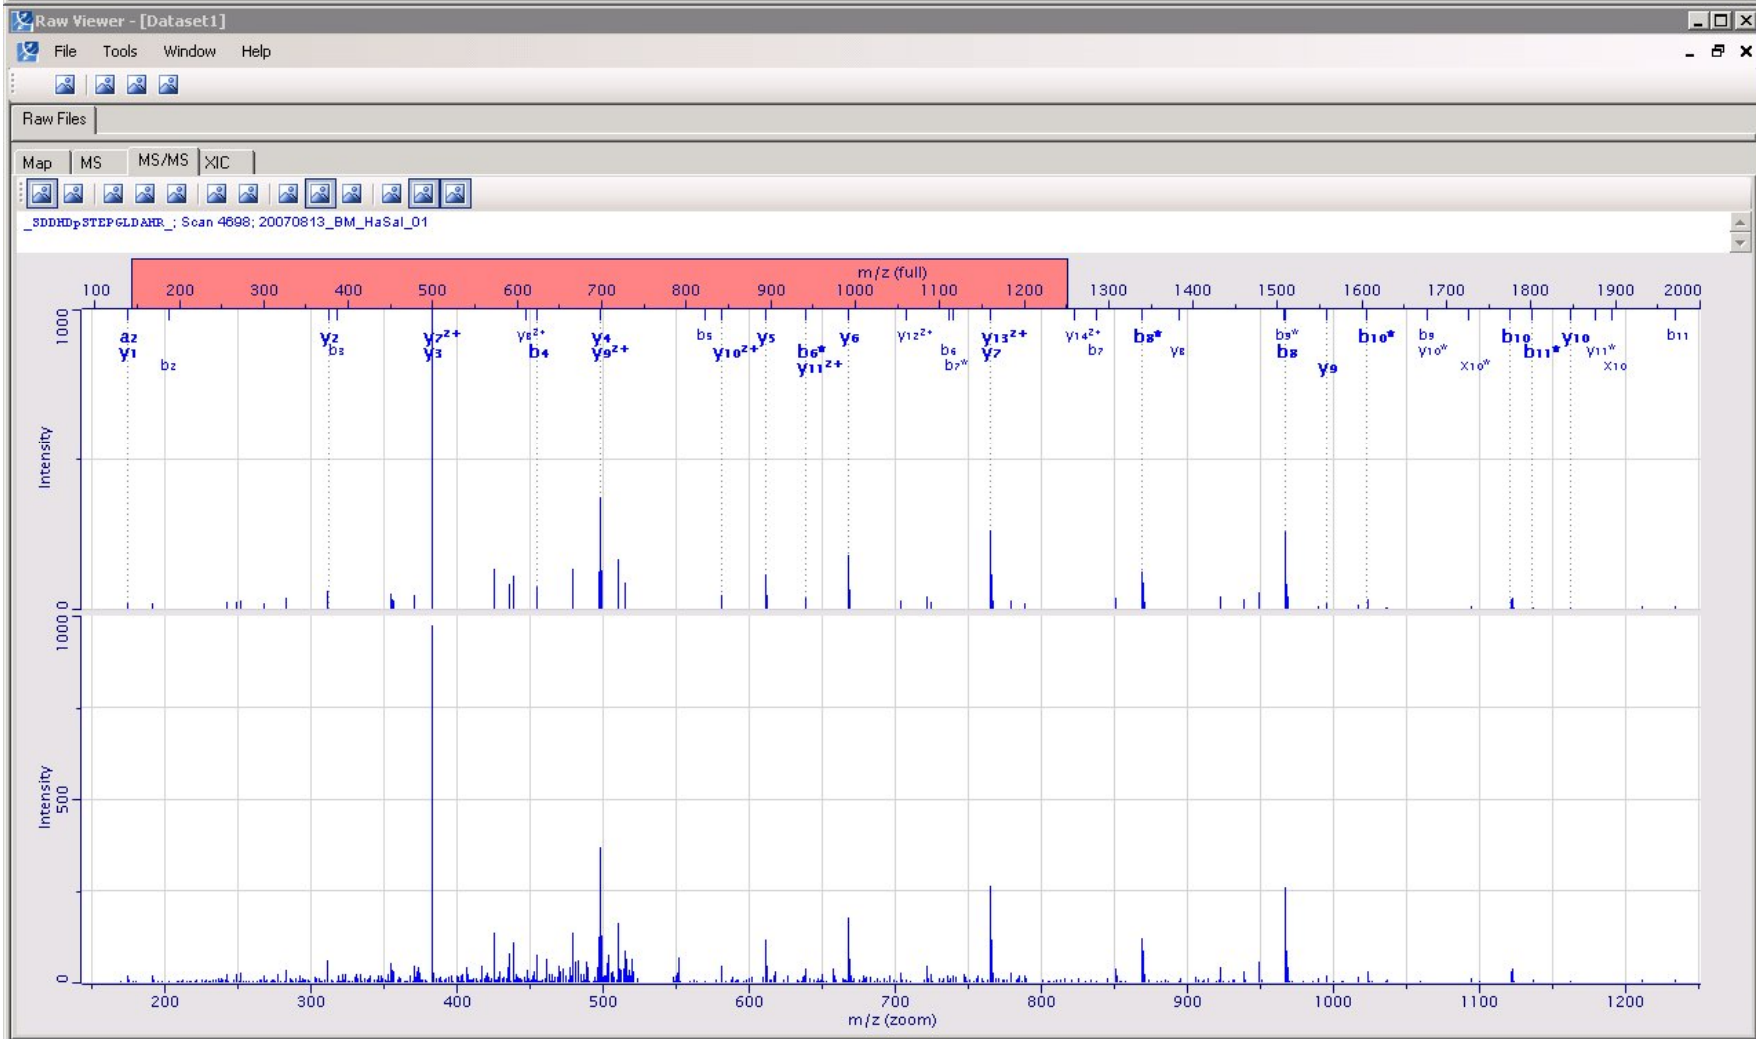 Raw Viewer - [Dataset1]
File Tools Window Help
Raw Files
Map MS MS/MS XIC
_SDDHDpSTEPGLDAHR_; Scan 4698; 20070813_BM_HaSal_01
m/z (full)
100 200 300 400 500 600 700 800 900 1000 1100 1200 1300 1400 1500 1600 1700 1800 1900 2000
1000
a2 y2 y7²⁺ y8²⁺ y4 b5 y5 y6 y12²⁺ y13²⁺ y14²⁺ b8* b9* b10* b9 b10 y10 b11
y1 b3 y3 b4 y9²⁺ y10²⁺ b6* b6 y7 b7 y8 b8 y10* b11* y11*
b2 y11²⁺ b7* y9 x10* x10
Intensity
0
1000
Intensity
500
0
200 300 400 500 600 700 800 900 1000 1100 1200
m/z (zoom)